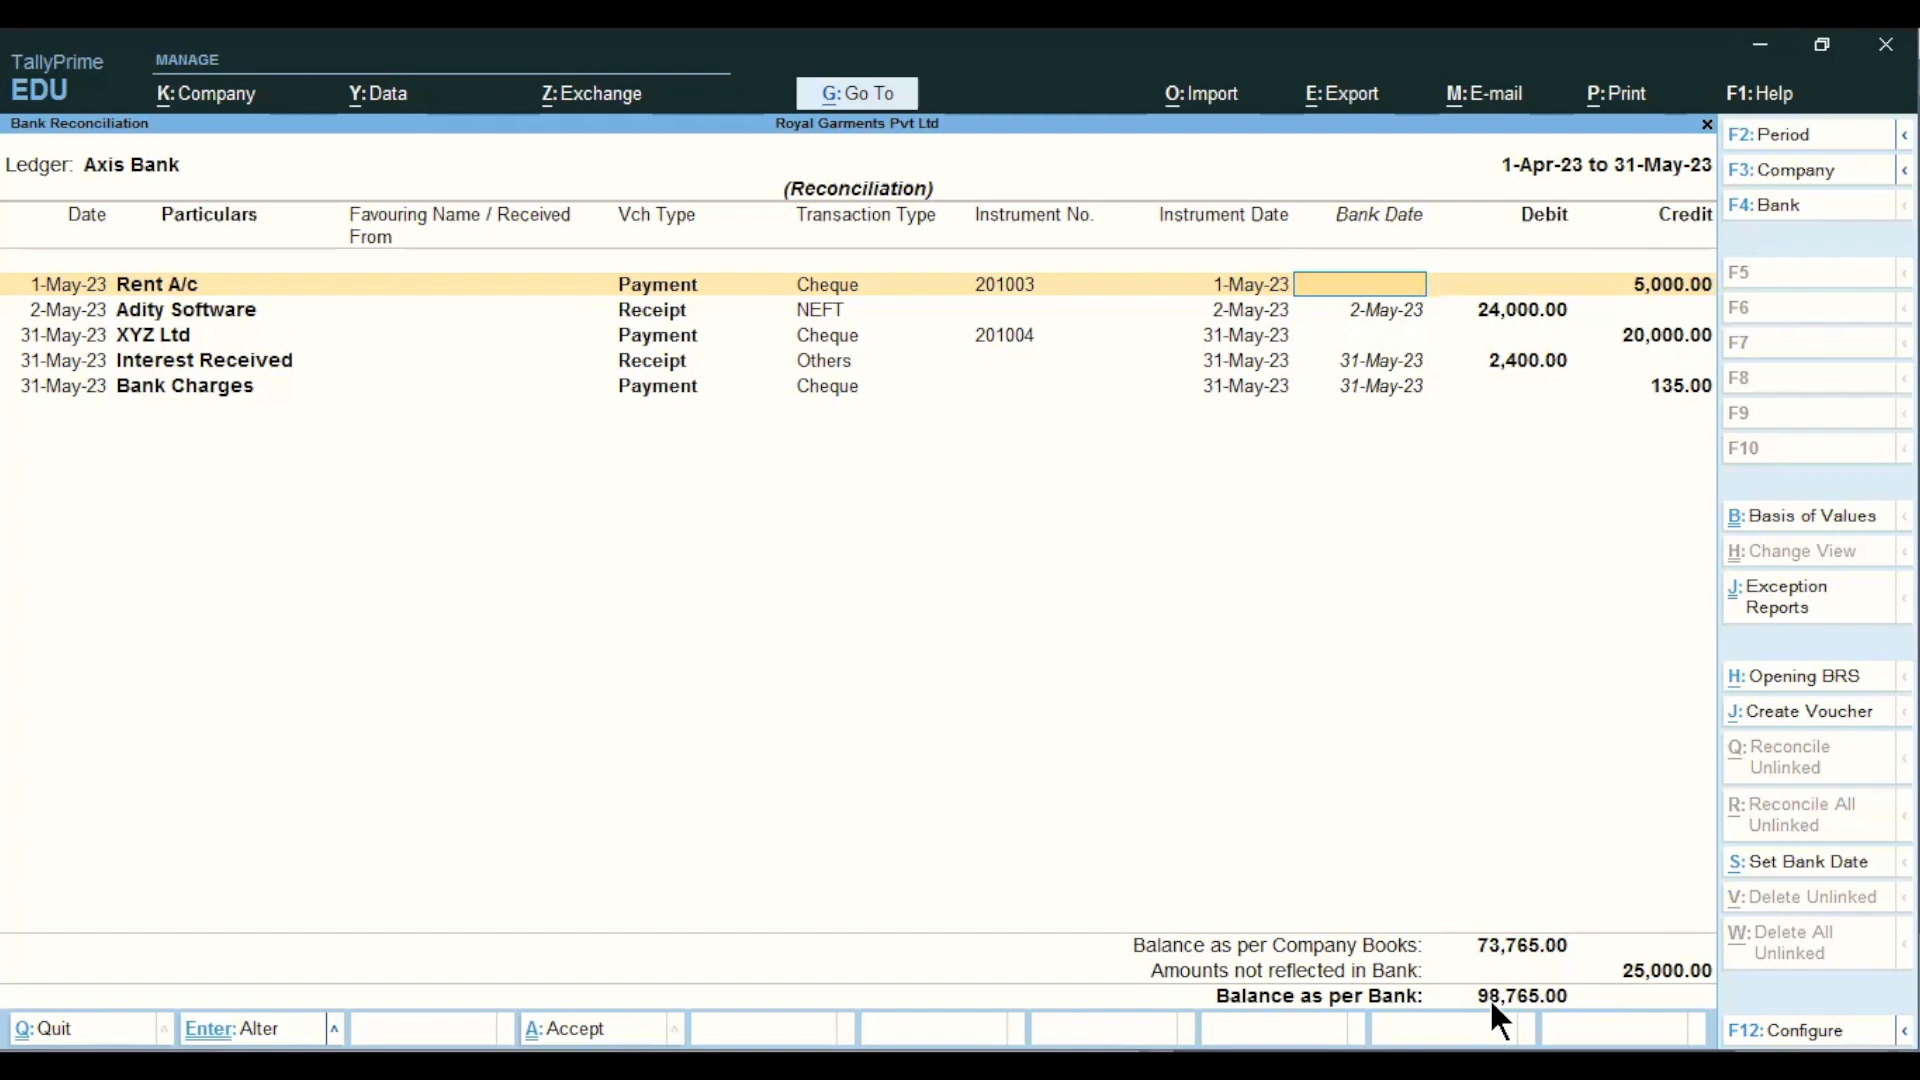 TallyPrime
EDU
MANAGE
K: Company Y: Data Z: Exchange G: Go To O: Import E: Export M: E-mail P: Print F1: Help
Bank Reconciliation Royal Garments Pvt Ltd
Ledger: Axis Bank 1-Apr-23 to 31-May-23
(Reconciliation)
Date Particulars Favouring Name / Received From Vch Type Transaction Type Instrument No. Instrument Date Bank Date Debit Credit
1-May-23 Rent A/c Payment Cheque 201003 1-May-23 5,000.00
2-May-23 Adity Software Receipt NEFT 2-May-23 2-May-23 24,000.00
31-May-23 XYZ Ltd Payment Cheque 201004 31-May-23 20,000.00
31-May-23 Interest Received Receipt Others 31-May-23 31-May-23 2,400.00
31-May-23 Bank Charges Payment Cheque 31-May-23 31-May-23 135.00
Balance as per Company Books: 73,765.00
Amounts not reflected in Bank: 25,000.00
Balance as per Bank: 98,765.00
Q: Quit Enter: Alter A: Accept
F2: Period
F3: Company
F4: Bank
F5
F6
F7
F8
F9
F10
B: Basis of Values
H: Change View
J: Exception
Reports
H: Opening BRS
J: Create Voucher
Q: Reconcile
Unlinked
R: Reconcile All
Unlinked
S: Set Bank Date
V: Delete Unlinked
W: Delete All
Unlinked
F12: Configure